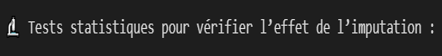 Tests statistiques pour vérifier l’effet de l’imputation :